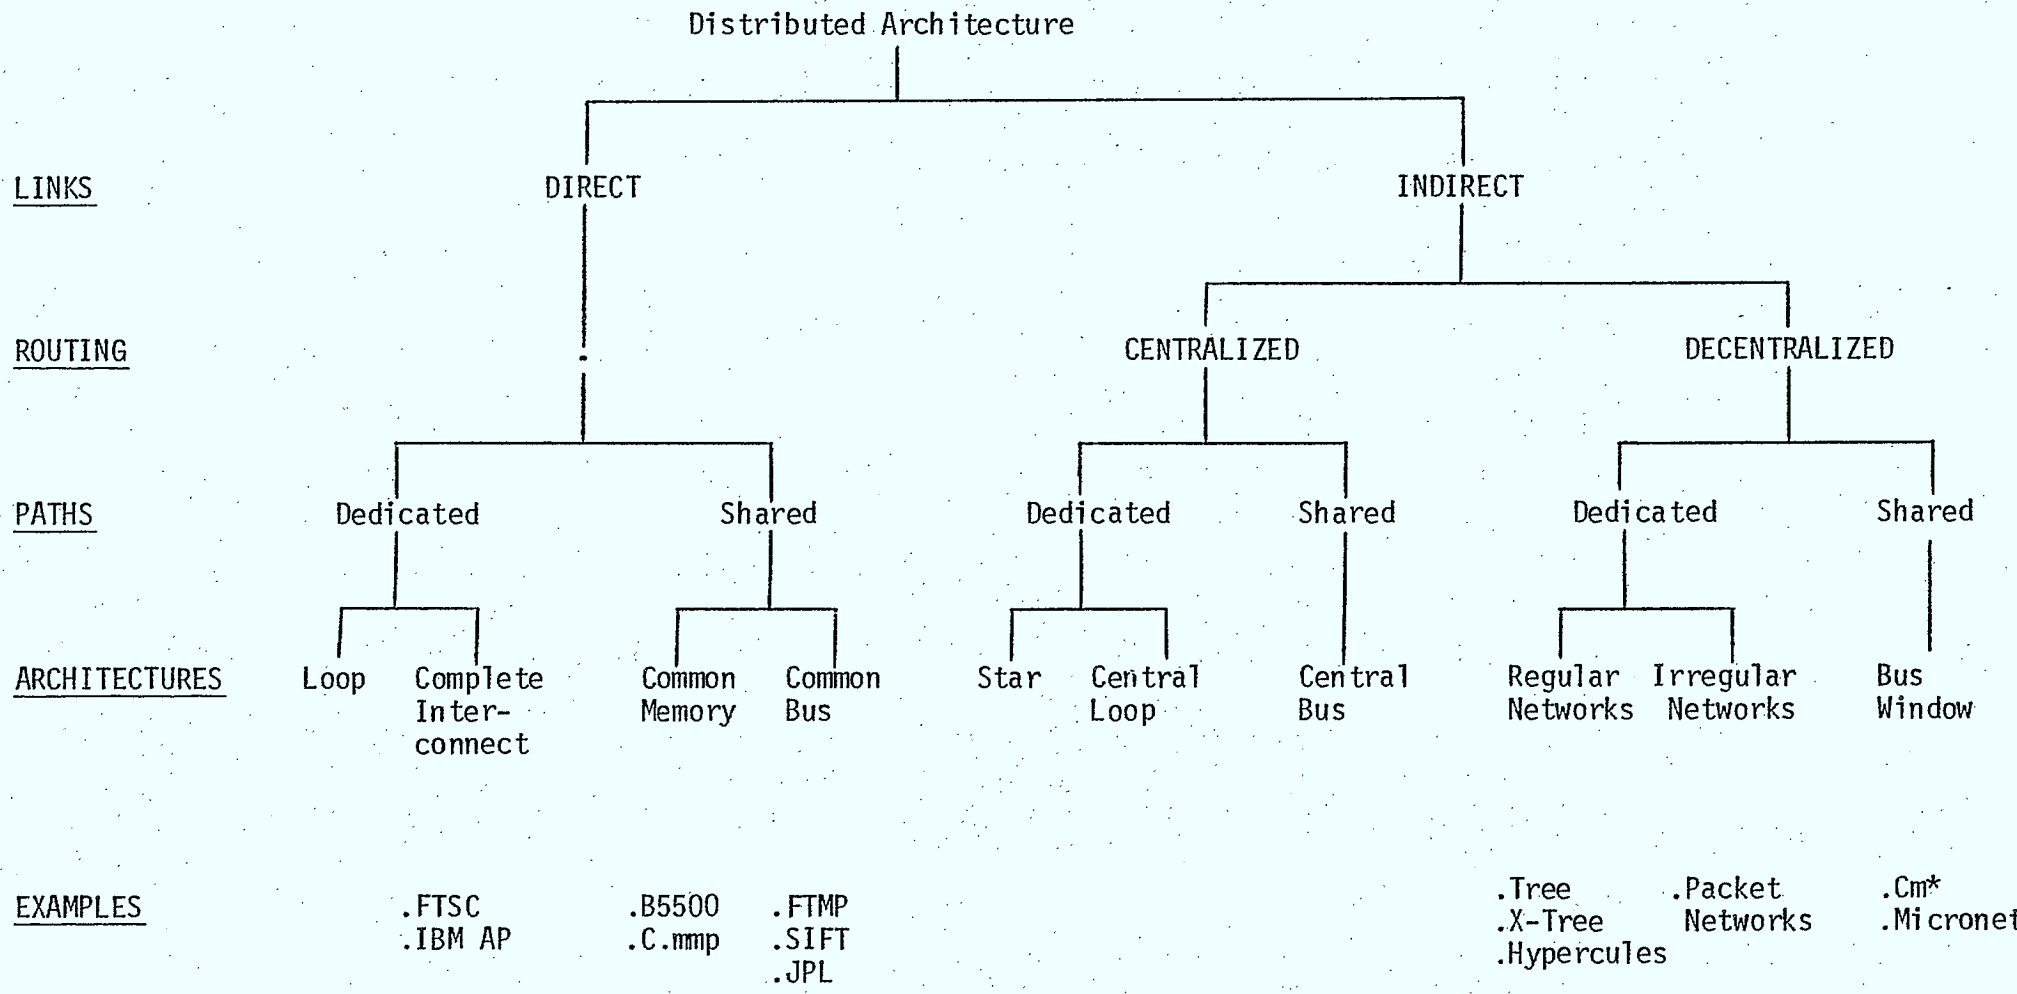 Distributed Architecture
LINKS DIRECT INDIRECT
ROUTING CENTRALIZED DECENTRALIZED
PATHS Dedicated Shared Dedicated Shared Dedicated Shared
ARCHITECTURES Loop Complete Common Common Star Central Central Regular Irregular Bus
Inter- Memory Bus Loop Bus Networks Networks Window
connect
EXAMPLES .FTSC .B5500 .FTMP .Tree .Packet .Cm*
.IBM AP .C.mmp .SIFT .X-Tree Networks .Micronet
.JPL .Hypercules